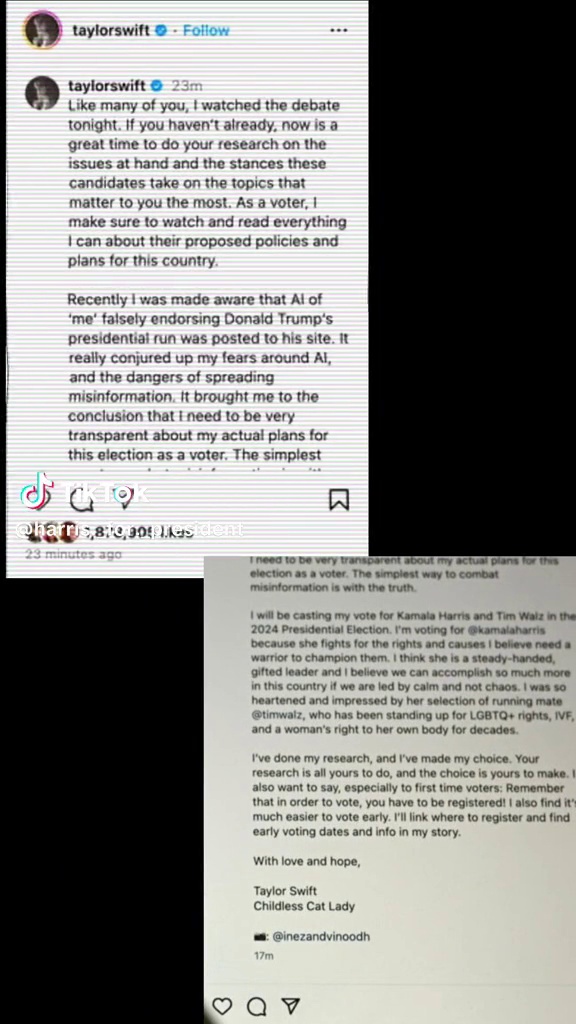 taylorswift · Follow
taylorswift 23m
Like many of you, I watched the debate
tonight. If you haven't already, now is a
great time to do your research on the
issues at hand and the stances these
candidates take on the topics that
matter to you the most. As a voter, I
make sure to watch and read everything
I can about their proposed policies and
plans for this country.
Recently I was made aware that AI of
'me' falsely endorsing Donald Trump's
presidential run was posted to his site. It
really conjured up my fears around AI,
and the dangers of spreading
misinformation. It brought me to the
conclusion that I need to be very
transparent about my actual plans for
this election as a voter. The simplest
TikTok
likes
23 minutes ago
I need to be very transparent about my actual plans for this
election as a voter. The simplest way to combat
misinformation is with the truth.
I will be casting my vote for Kamala Harris and Tim Walz in the
2024 Presidential Election. I'm voting for @kamalaharris
because she fights for the rights and causes I believe need a
warrior to champion them. I think she is a steady-handed,
gifted leader and I believe we can accomplish so much more
in this country if we are led by calm and not chaos. I was so
heartened and impressed by her selection of running mate
@timwalz, who has been standing up for LGBTQ+ rights, IVF,
and a woman's right to her own body for decades.
I've done my research, and I've made my choice. Your
research is all yours to do, and the choice is yours to make. I
also want to say, especially to first time voters: Remember
that in order to vote, you have to be registered! I also find it's
much easier to vote early. I'll link where to register and find
early voting dates and info in my story.
With love and hope,
Taylor Swift
Childless Cat Lady
: @inezandvinoodh
17m